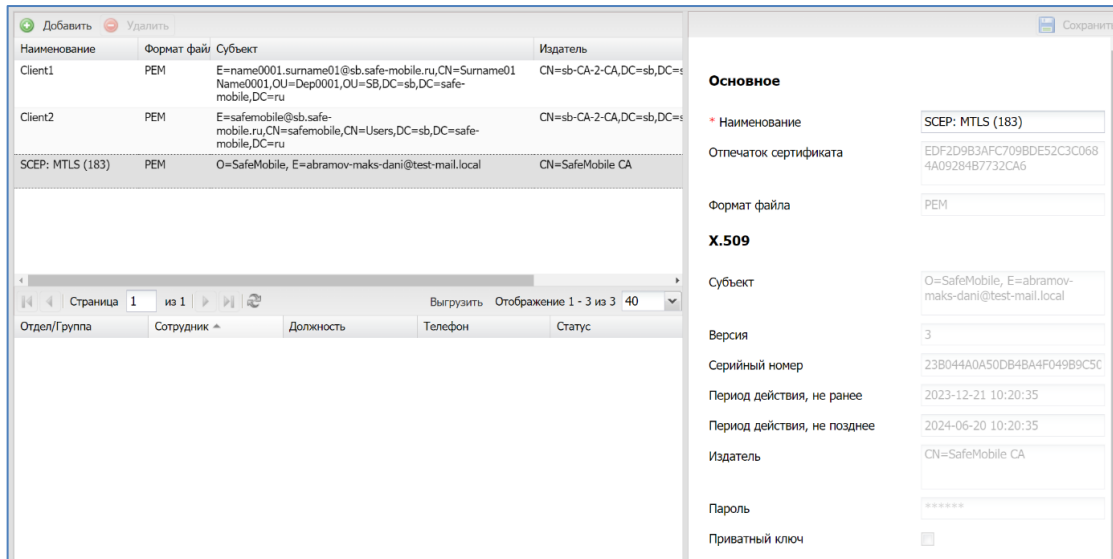 Добавить Удалить
Наименование Формат файл Субъект Издатель
Client1 PEM E=name0001.surname01@sb.safe-mobile.ru,CN=Surname01 CN=sb-CA-2-CA,DC=sb,DC=s
Name0001,OU=Dep0001,OU=SB,DC=sb,DC=safe-
mobile,DC=ru
Client2 PEM E=safemobile@sb.safe- CN=sb-CA-2-CA,DC=sb,DC=s
mobile.ru,CN=safemobile,CN=Users,DC=sb,DC=safe-
mobile,DC=ru
SCEP: MTLS (183) PEM O=SafeMobile, E=abramov-maks-dani@test-mail.local CN=SafeMobile CA
Страница 1 из 1 Выгрузить Отображение 1 - 3 из 3 40
Отдел/Группа Сотрудник Должность Телефон Статус
Сохранить
Основное
* Наименование SCEP: MTLS (183)
Отпечаток сертификата EDF2D9B3AFC709BDE52C3C068
4A09284B7732CA6
Формат файла PEM
X.509
Субъект O=SafeMobile, E=abramov-
maks-dani@test-mail.local
Версия 3
Серийный номер 23B044A0A50DB4BA4F049B9C50
Период действия, не ранее 2023-12-21 10:20:35
Период действия, не позднее 2024-06-20 10:20:35
Издатель CN=SafeMobile CA
Пароль ******
Приватный ключ